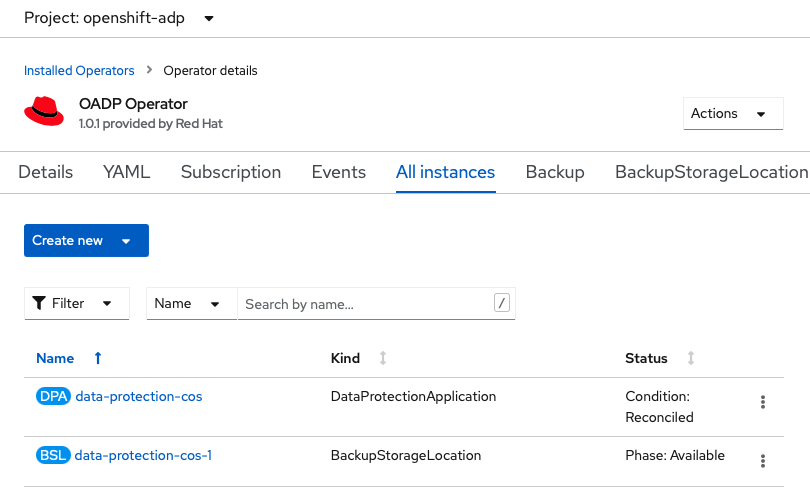 Project: openshift-adp
Installed Operators > Operator details
OADP Operator
1.0.1 provided by Red Hat
Actions
Details YAML Subscription Events All instances Backup BackupStorageLocation
Create new
Filter Name Search by name... /
Name Kind Status
DPA data-protection-cos DataProtectionApplication Condition:
Reconciled
BSL data-protection-cos-1 BackupStorageLocation Phase: Available